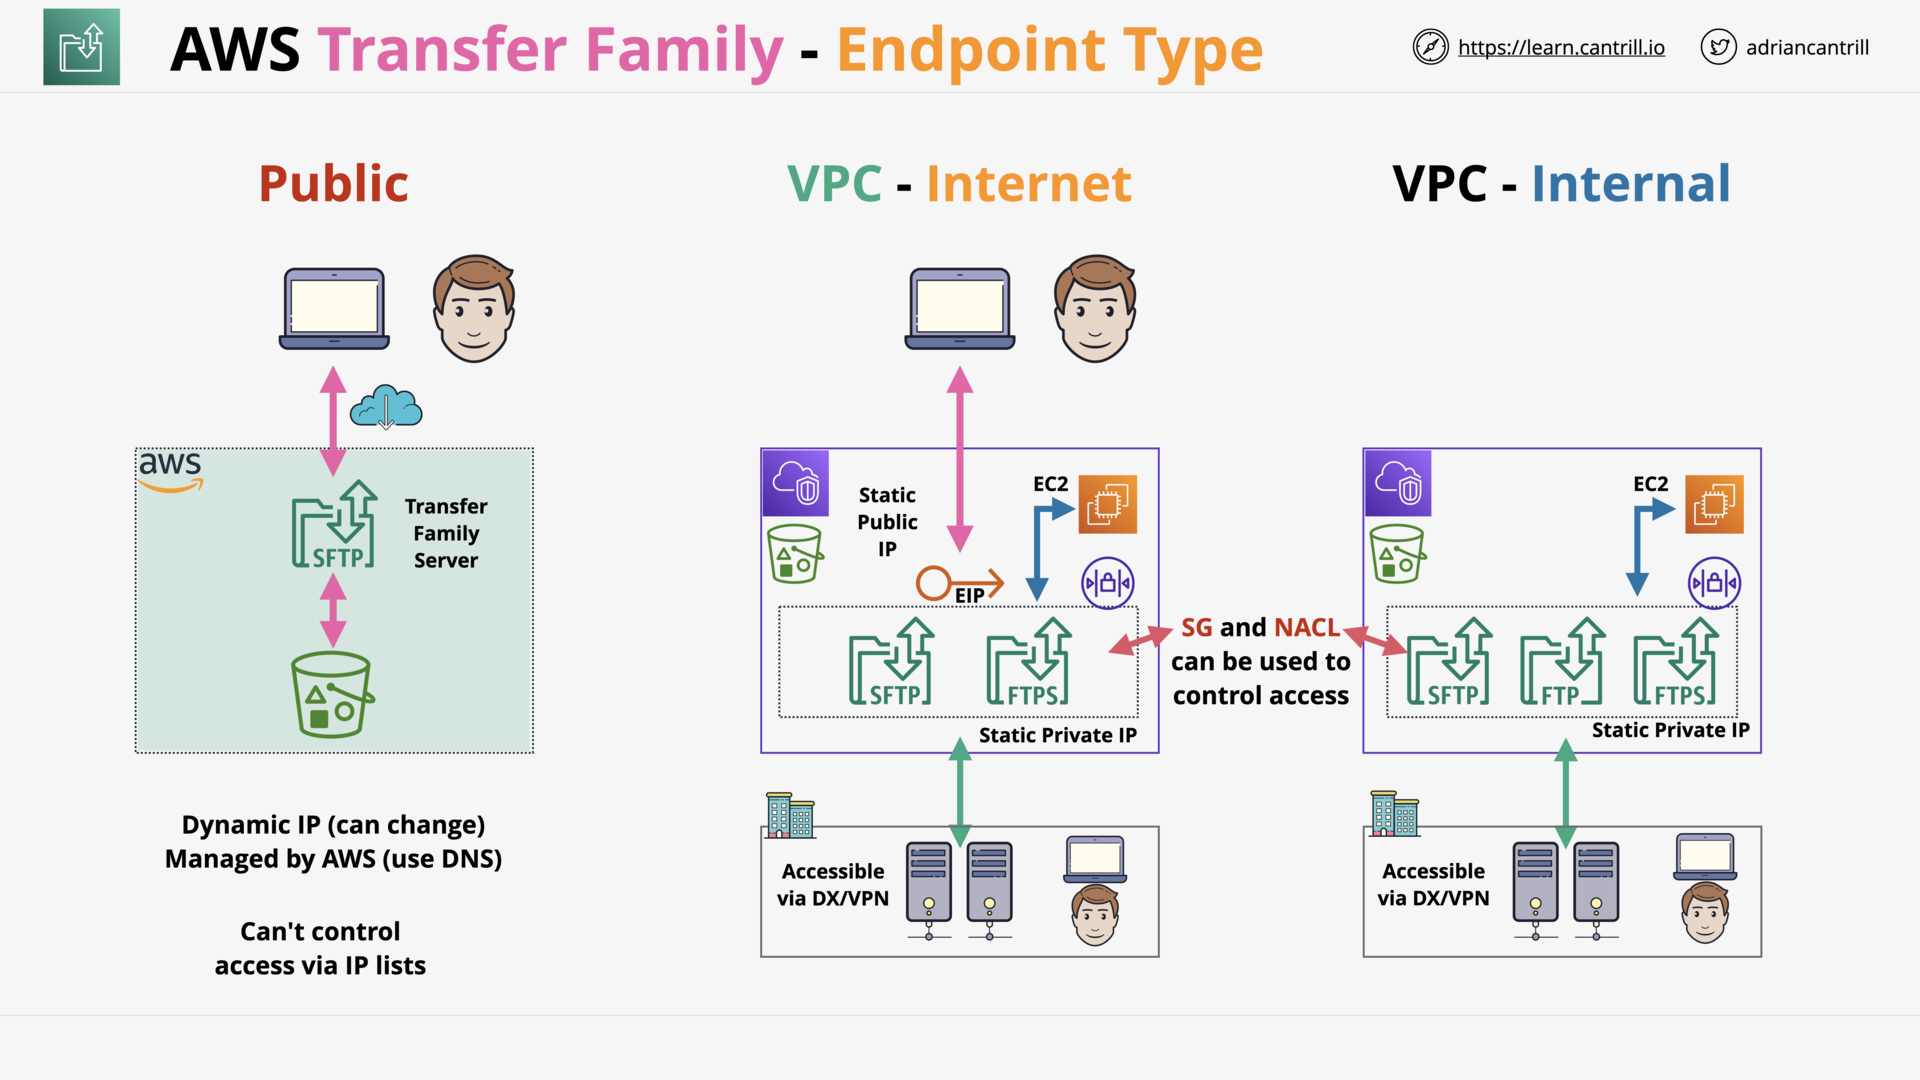 AWS Transfer Family - Endpoint Type
https://learn.cantrill.io
adriancantrill
Public
aws
SFTP
Transfer
Family
Server
Dynamic IP (can change)
Managed by AWS (use DNS)
Can't control
access via IP lists
VPC - Internet
Static
Public
IP
EC2
EIP
SFTP
FTPS
Static Private IP
Accessible
via DX/VPN
SG and NACL
can be used to
control access
VPC - Internal
EC2
SFTP
FTP
FTPS
Static Private IP
Accessible
via DX/VPN